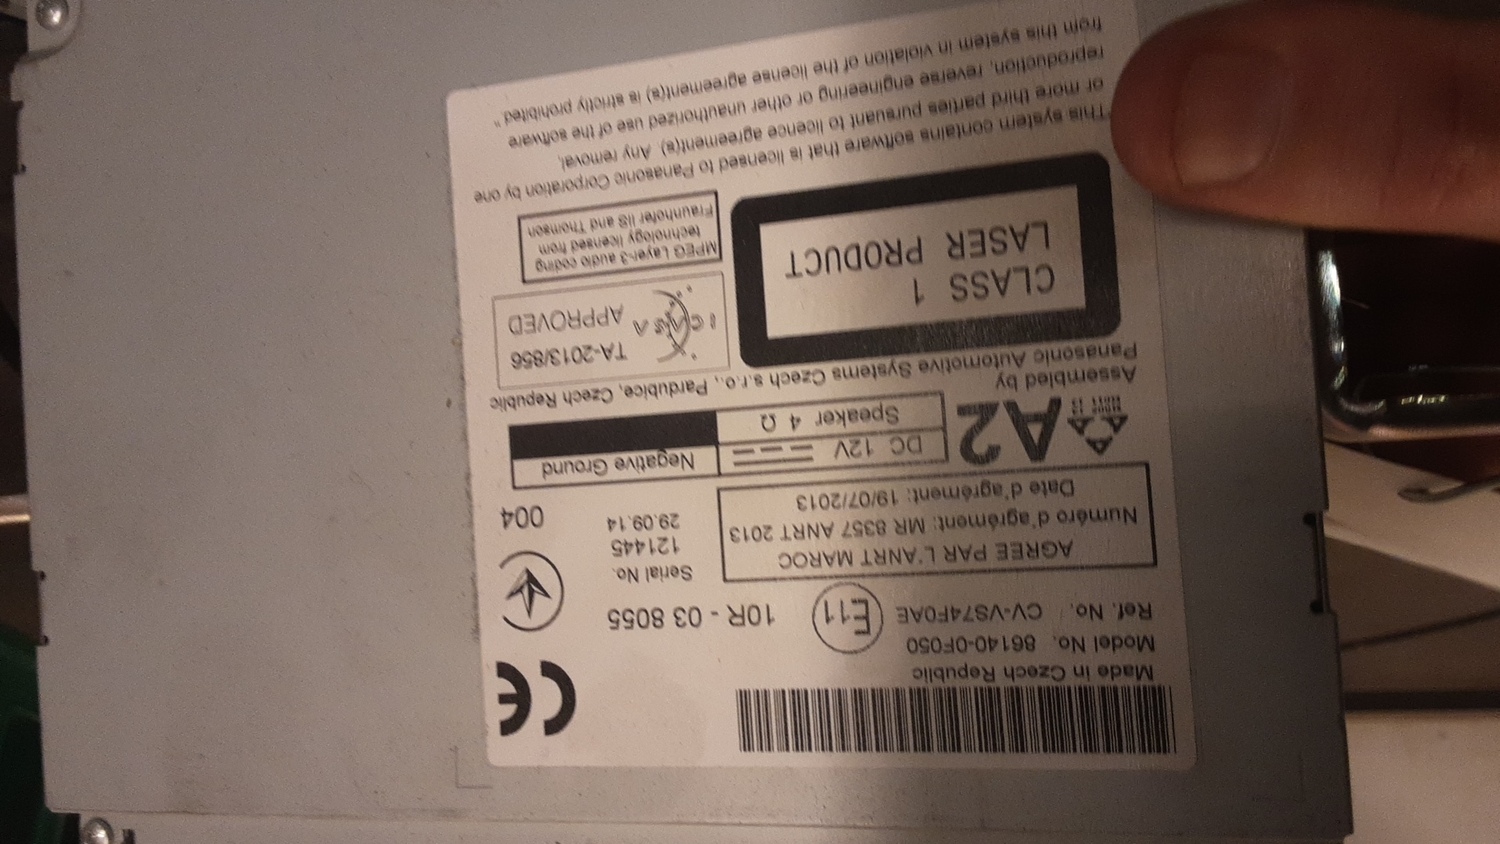 Made in Czech Republic
Model No. 86140-0F050
Ref. No. CV-VS74F0AE
E11
10R - 03 8055
CE
AGREE PAR L'ANRT MAROC
Numéro d'agrément: MR 8357 ANRT 2013
Date d'agrément: 19/07/2013
Serial No.
121445
29.09.14
004
A2
DC 12V
Negative Ground
Speaker 4 Ω
Assembled by
Panasonic Automotive Systems Czech s.r.o., Pardubice, Czech Republic
CLASS 1
LASER PRODUCT
TA-2013/856
ICASA
APPROVED
MPEG Layer-3 audio coding
technology licensed from
Fraunhofer IIS and Thomson
This system contains software that is licensed to Panasonic Corporation by one
or more third parties pursuant to licence agreement(s). Any removal,
reproduction, reverse engineering or other unauthorized use of the software
from this system in violation of the license agreement(s) is strictly prohibited."